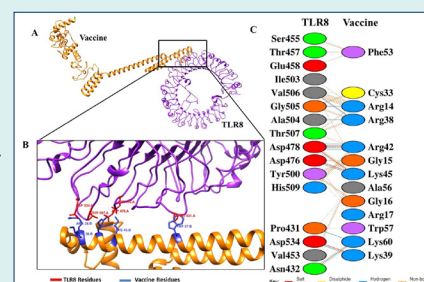 A
Vaccine
TLR8
B
TLR8 Residues
Vaccine Residues
C
TLR8 Vaccine
Ser455
Thr457
Phe53
Glu458
Ile503
Val506
Cys33
Gly505
Arg14
Ala504
Arg38
Thr507
Asp478
Arg42
Asp476
Gly15
Tyr500
Lys45
His509
Ala56
Gly16
Arg17
Pro431
Trp57
Asp534
Lys60
Val453
Lys39
Asn432
Salt
Disulphide
Hydrogen